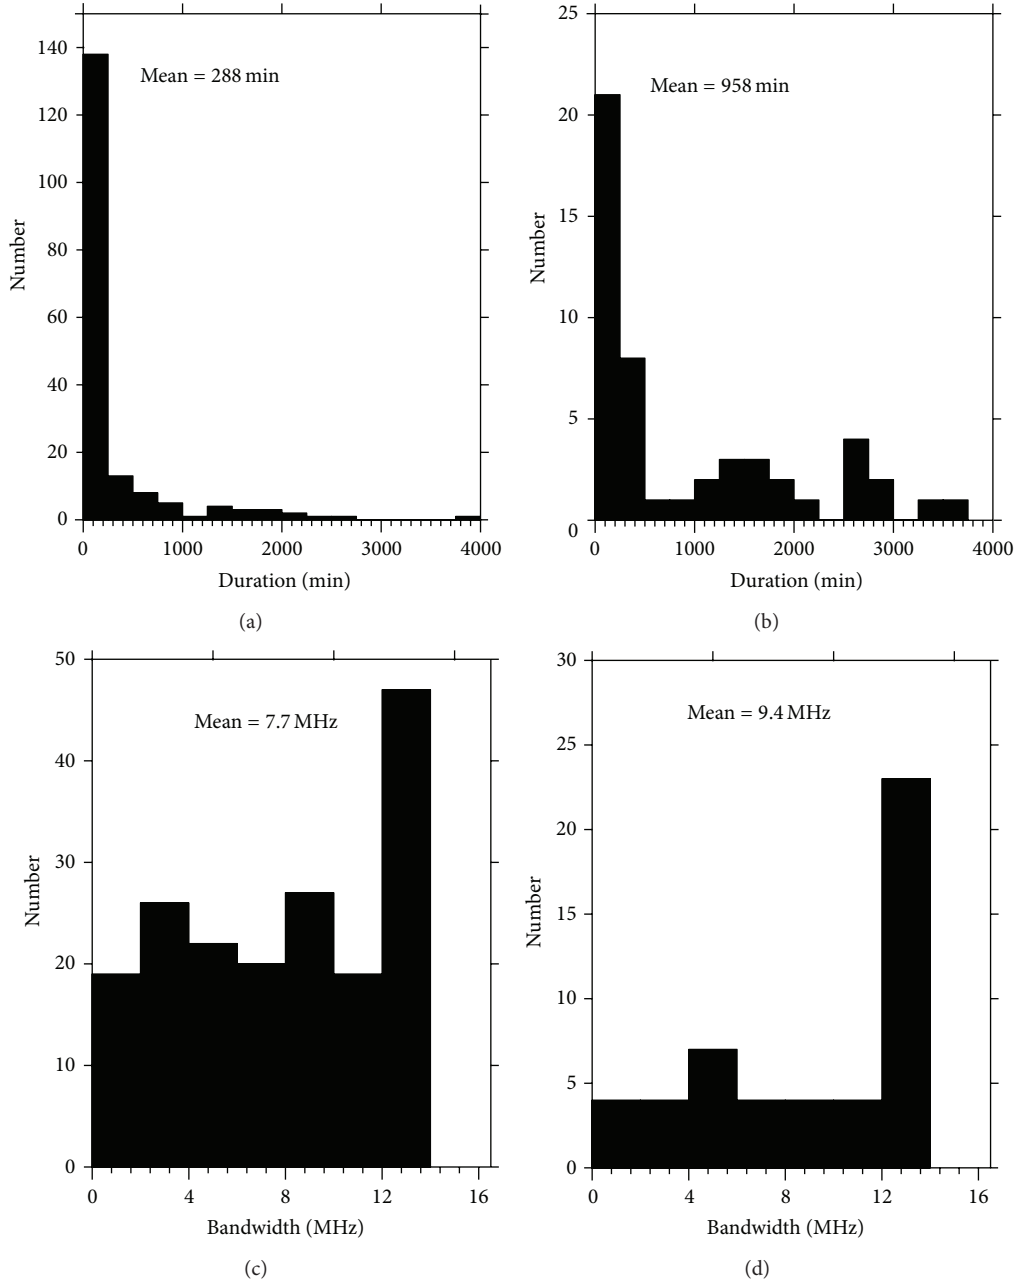 140
120
100
80
60
40
20
0
Number
Mean = 288 min
0 1000 2000 3000 4000
Duration (min)
(a)
25
20
15
10
5
0
Number
Mean = 958 min
0 1000 2000 3000 4000
Duration (min)
(b)
50
40
30
20
10
0
Number
Mean = 7.7 MHz
0 4 8 12 16
Bandwidth (MHz)
(c)
30
25
20
15
10
5
0
Number
Mean = 9.4 MHz
0 4 8 12 16
Bandwidth (MHz)
(d)